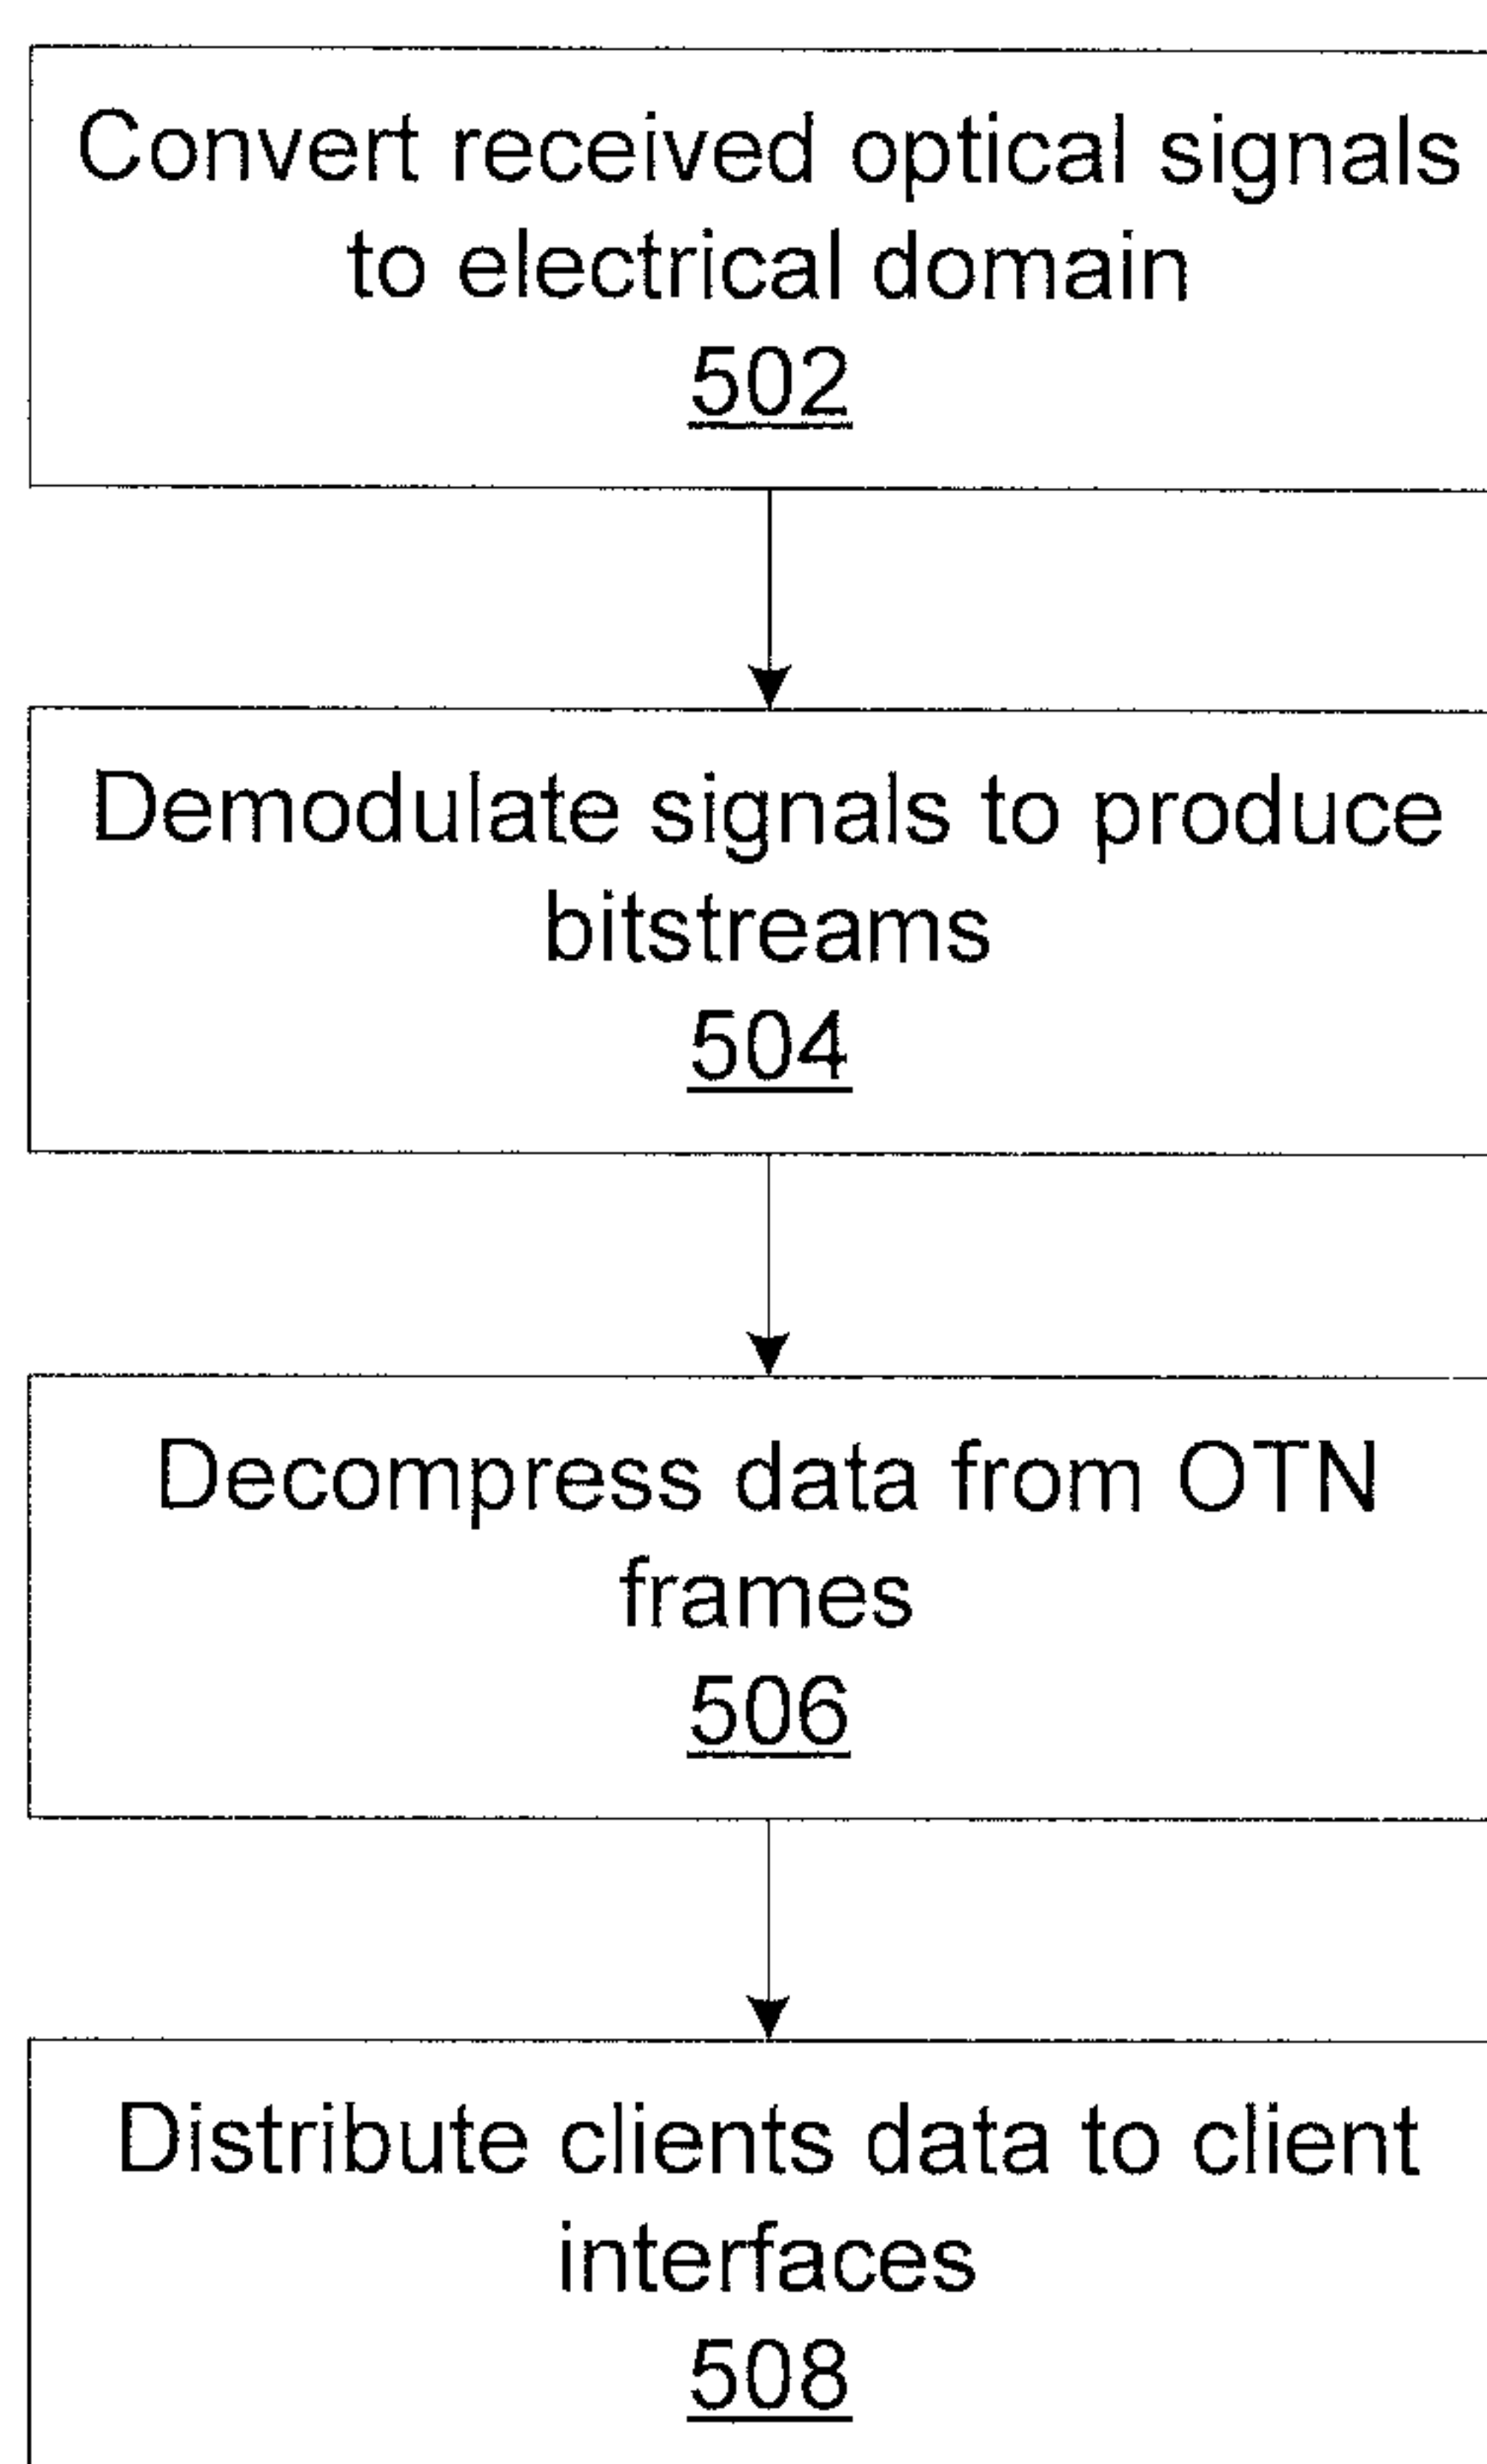 Convert received optical signals
to electrical domain
502
Demodulate signals to produce
bitstreams
504
Decompress data from OTN
frames
506
Distribute clients data to client
interfaces
508